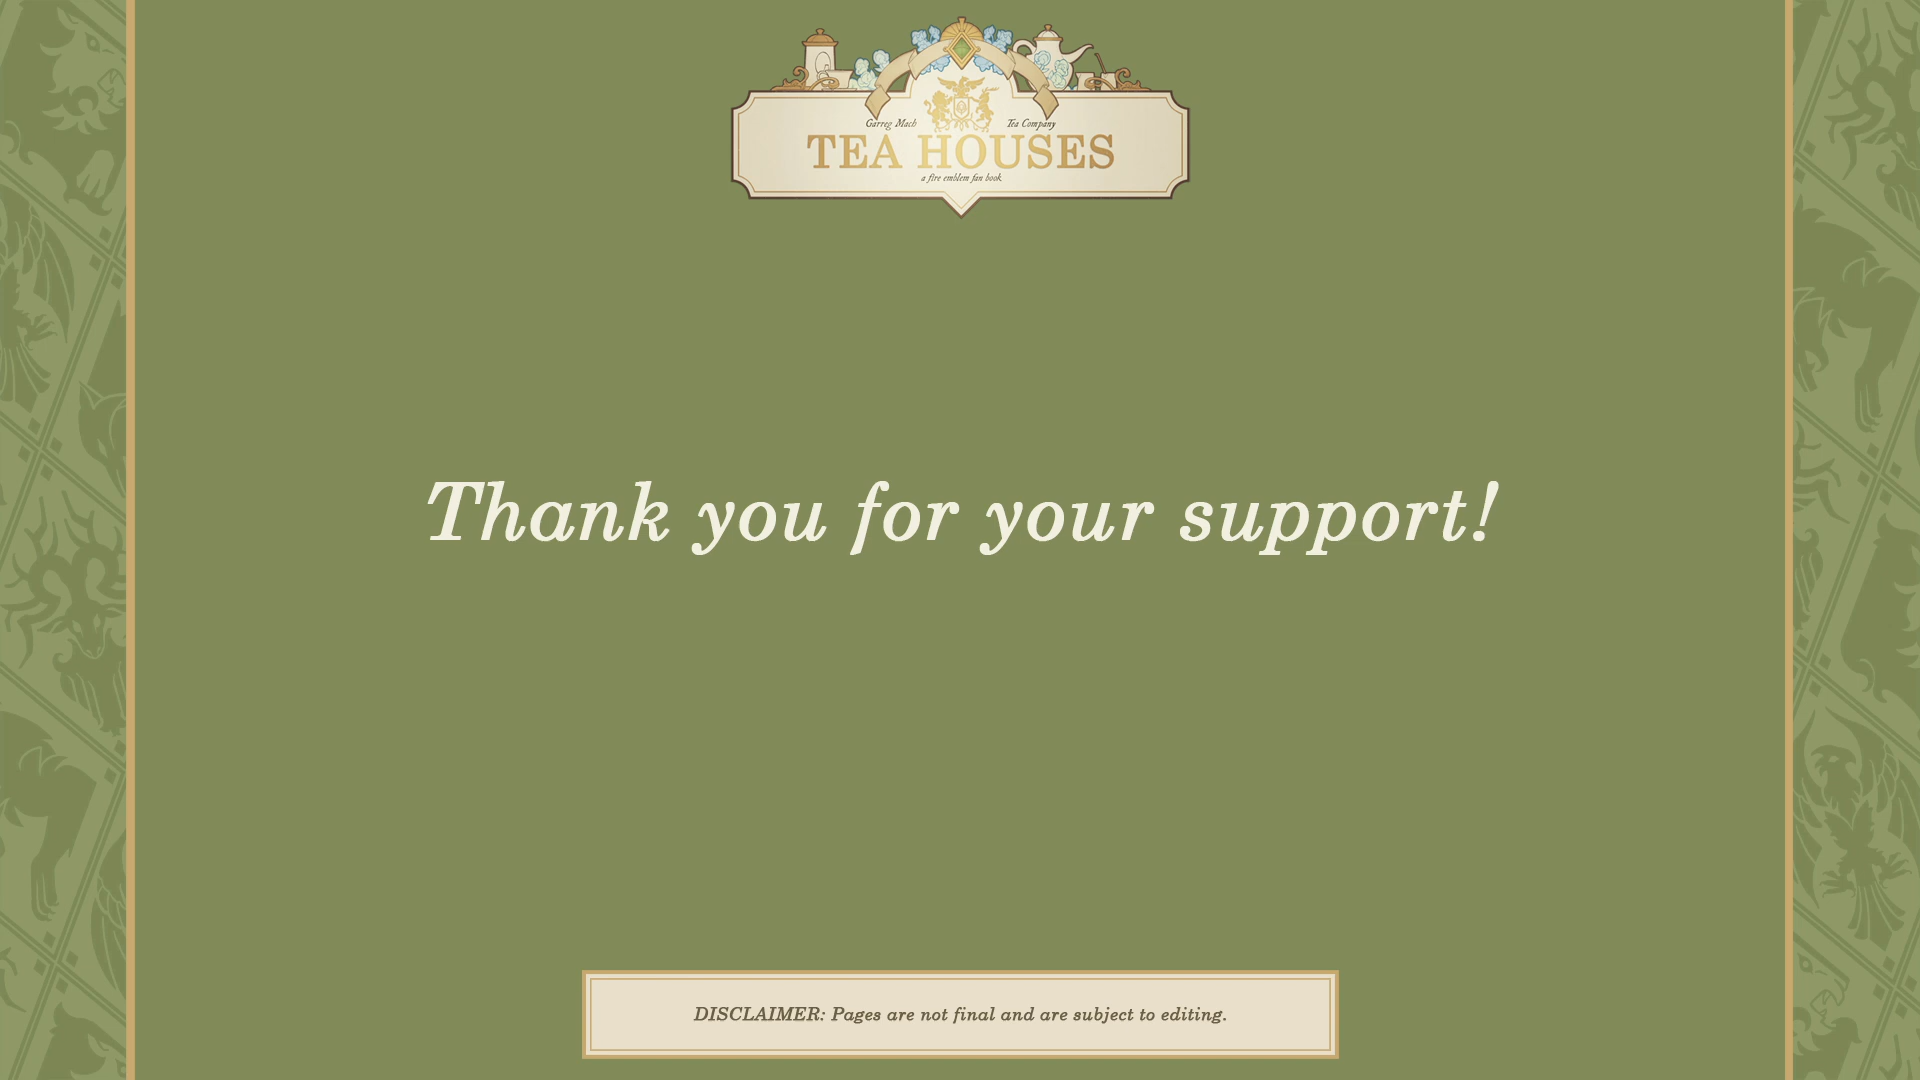 Garreg Mach Tea Company
TEA HOUSES
a fire emblem fan book
Thank you for your support!
DISCLAIMER: Pages are not final and are subject to editing.